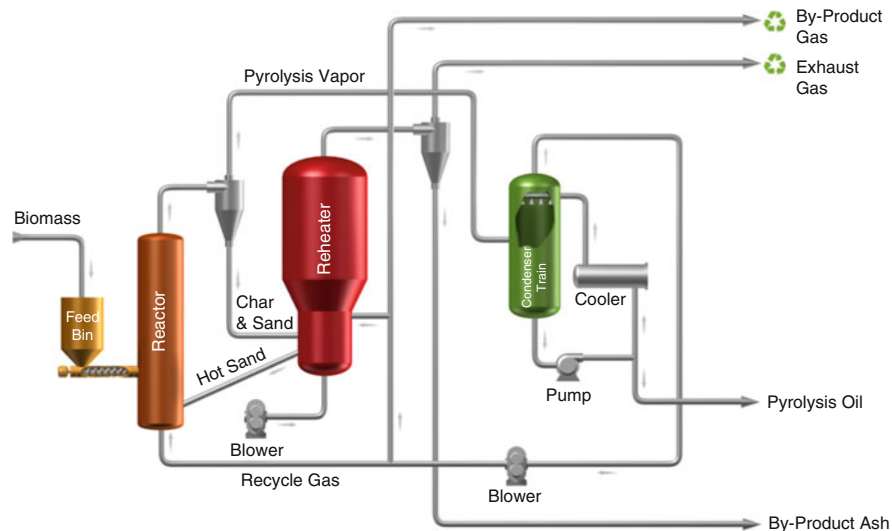 By-Product
Gas
Exhaust
Gas
Pyrolysis Vapor
Biomass
Feed
Bin
Reactor
Reheater
Char
& Sand
Hot Sand
Condenser
Train
Cooler
Pump
Pyrolysis Oil
Blower
Recycle Gas
Blower
By-Product Ash